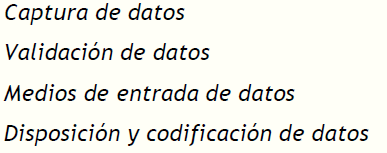 Captura de datos
Validación de datos
Medios de entrada de datos
Disposición y codificación de datos